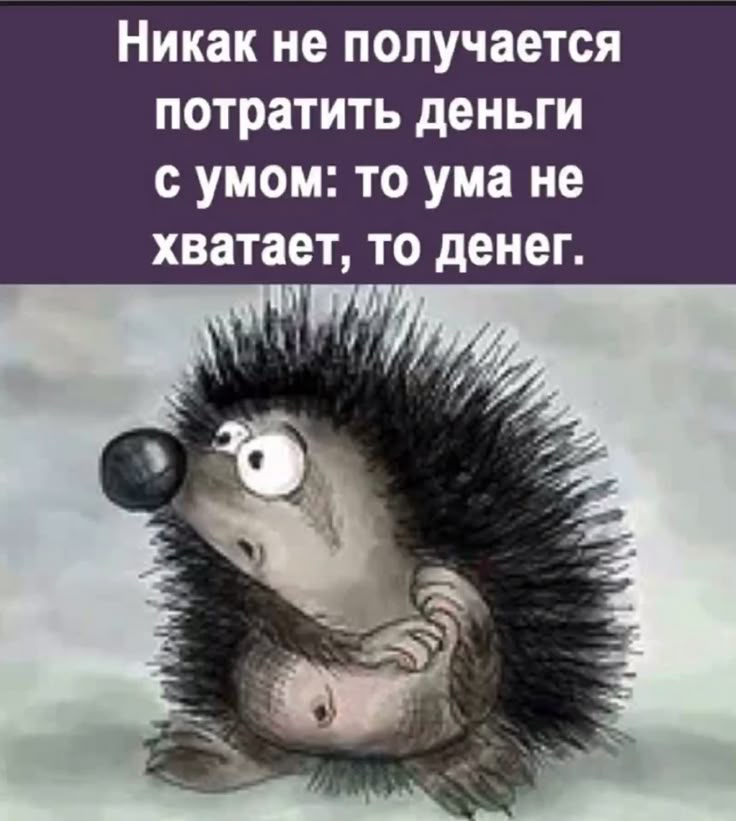 Никак не получается
потратить деньги
с умом: то ума не
хватает, то денег.